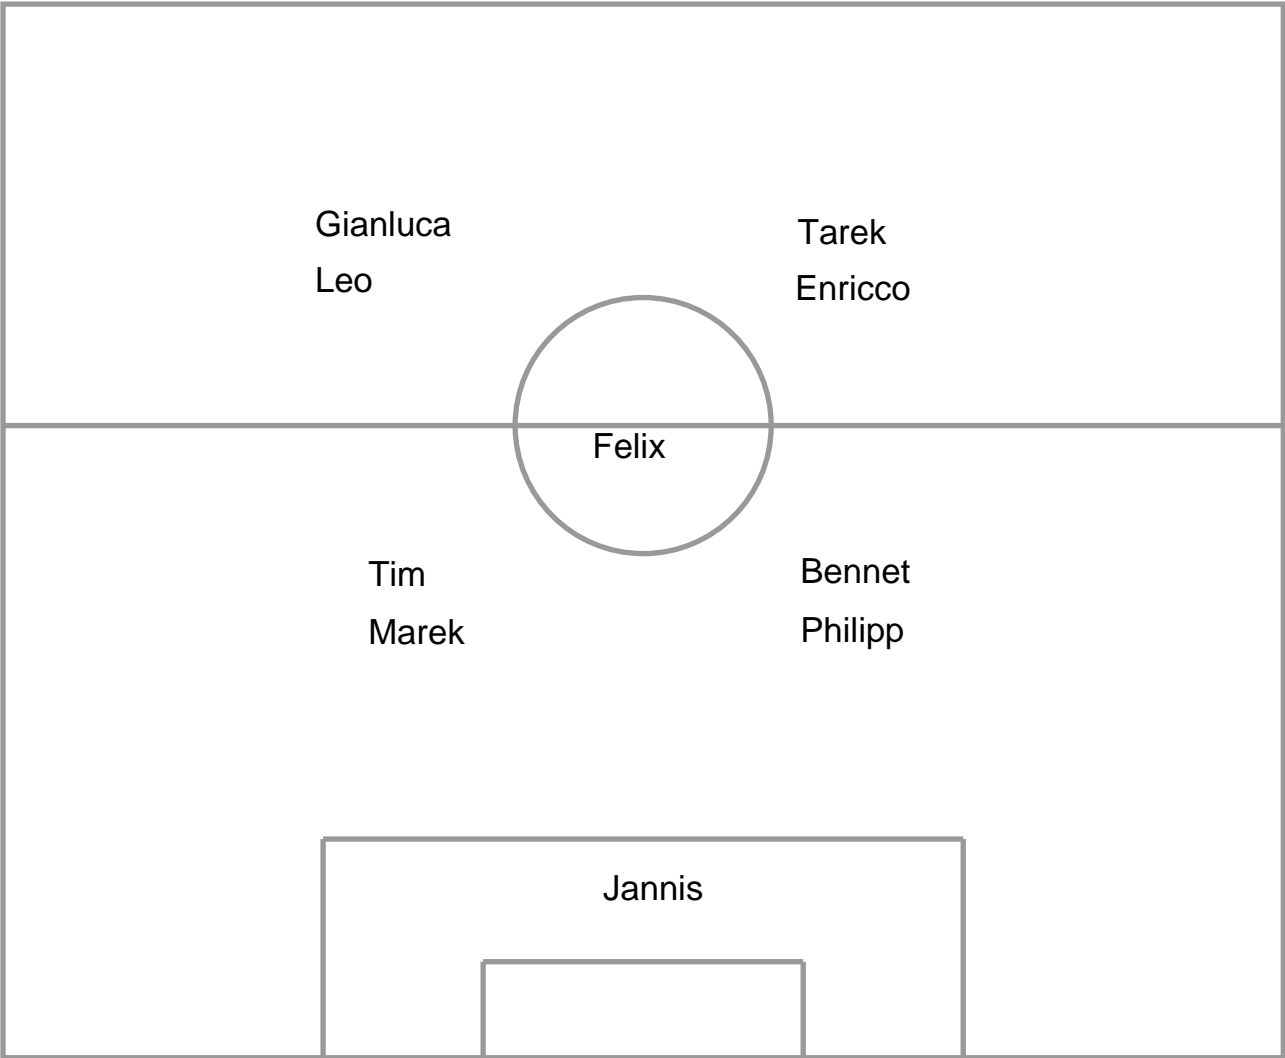 Gianluca
Leo
Tarek
Enricco
Felix
Tim
Marek
Bennet
Philipp
Jannis